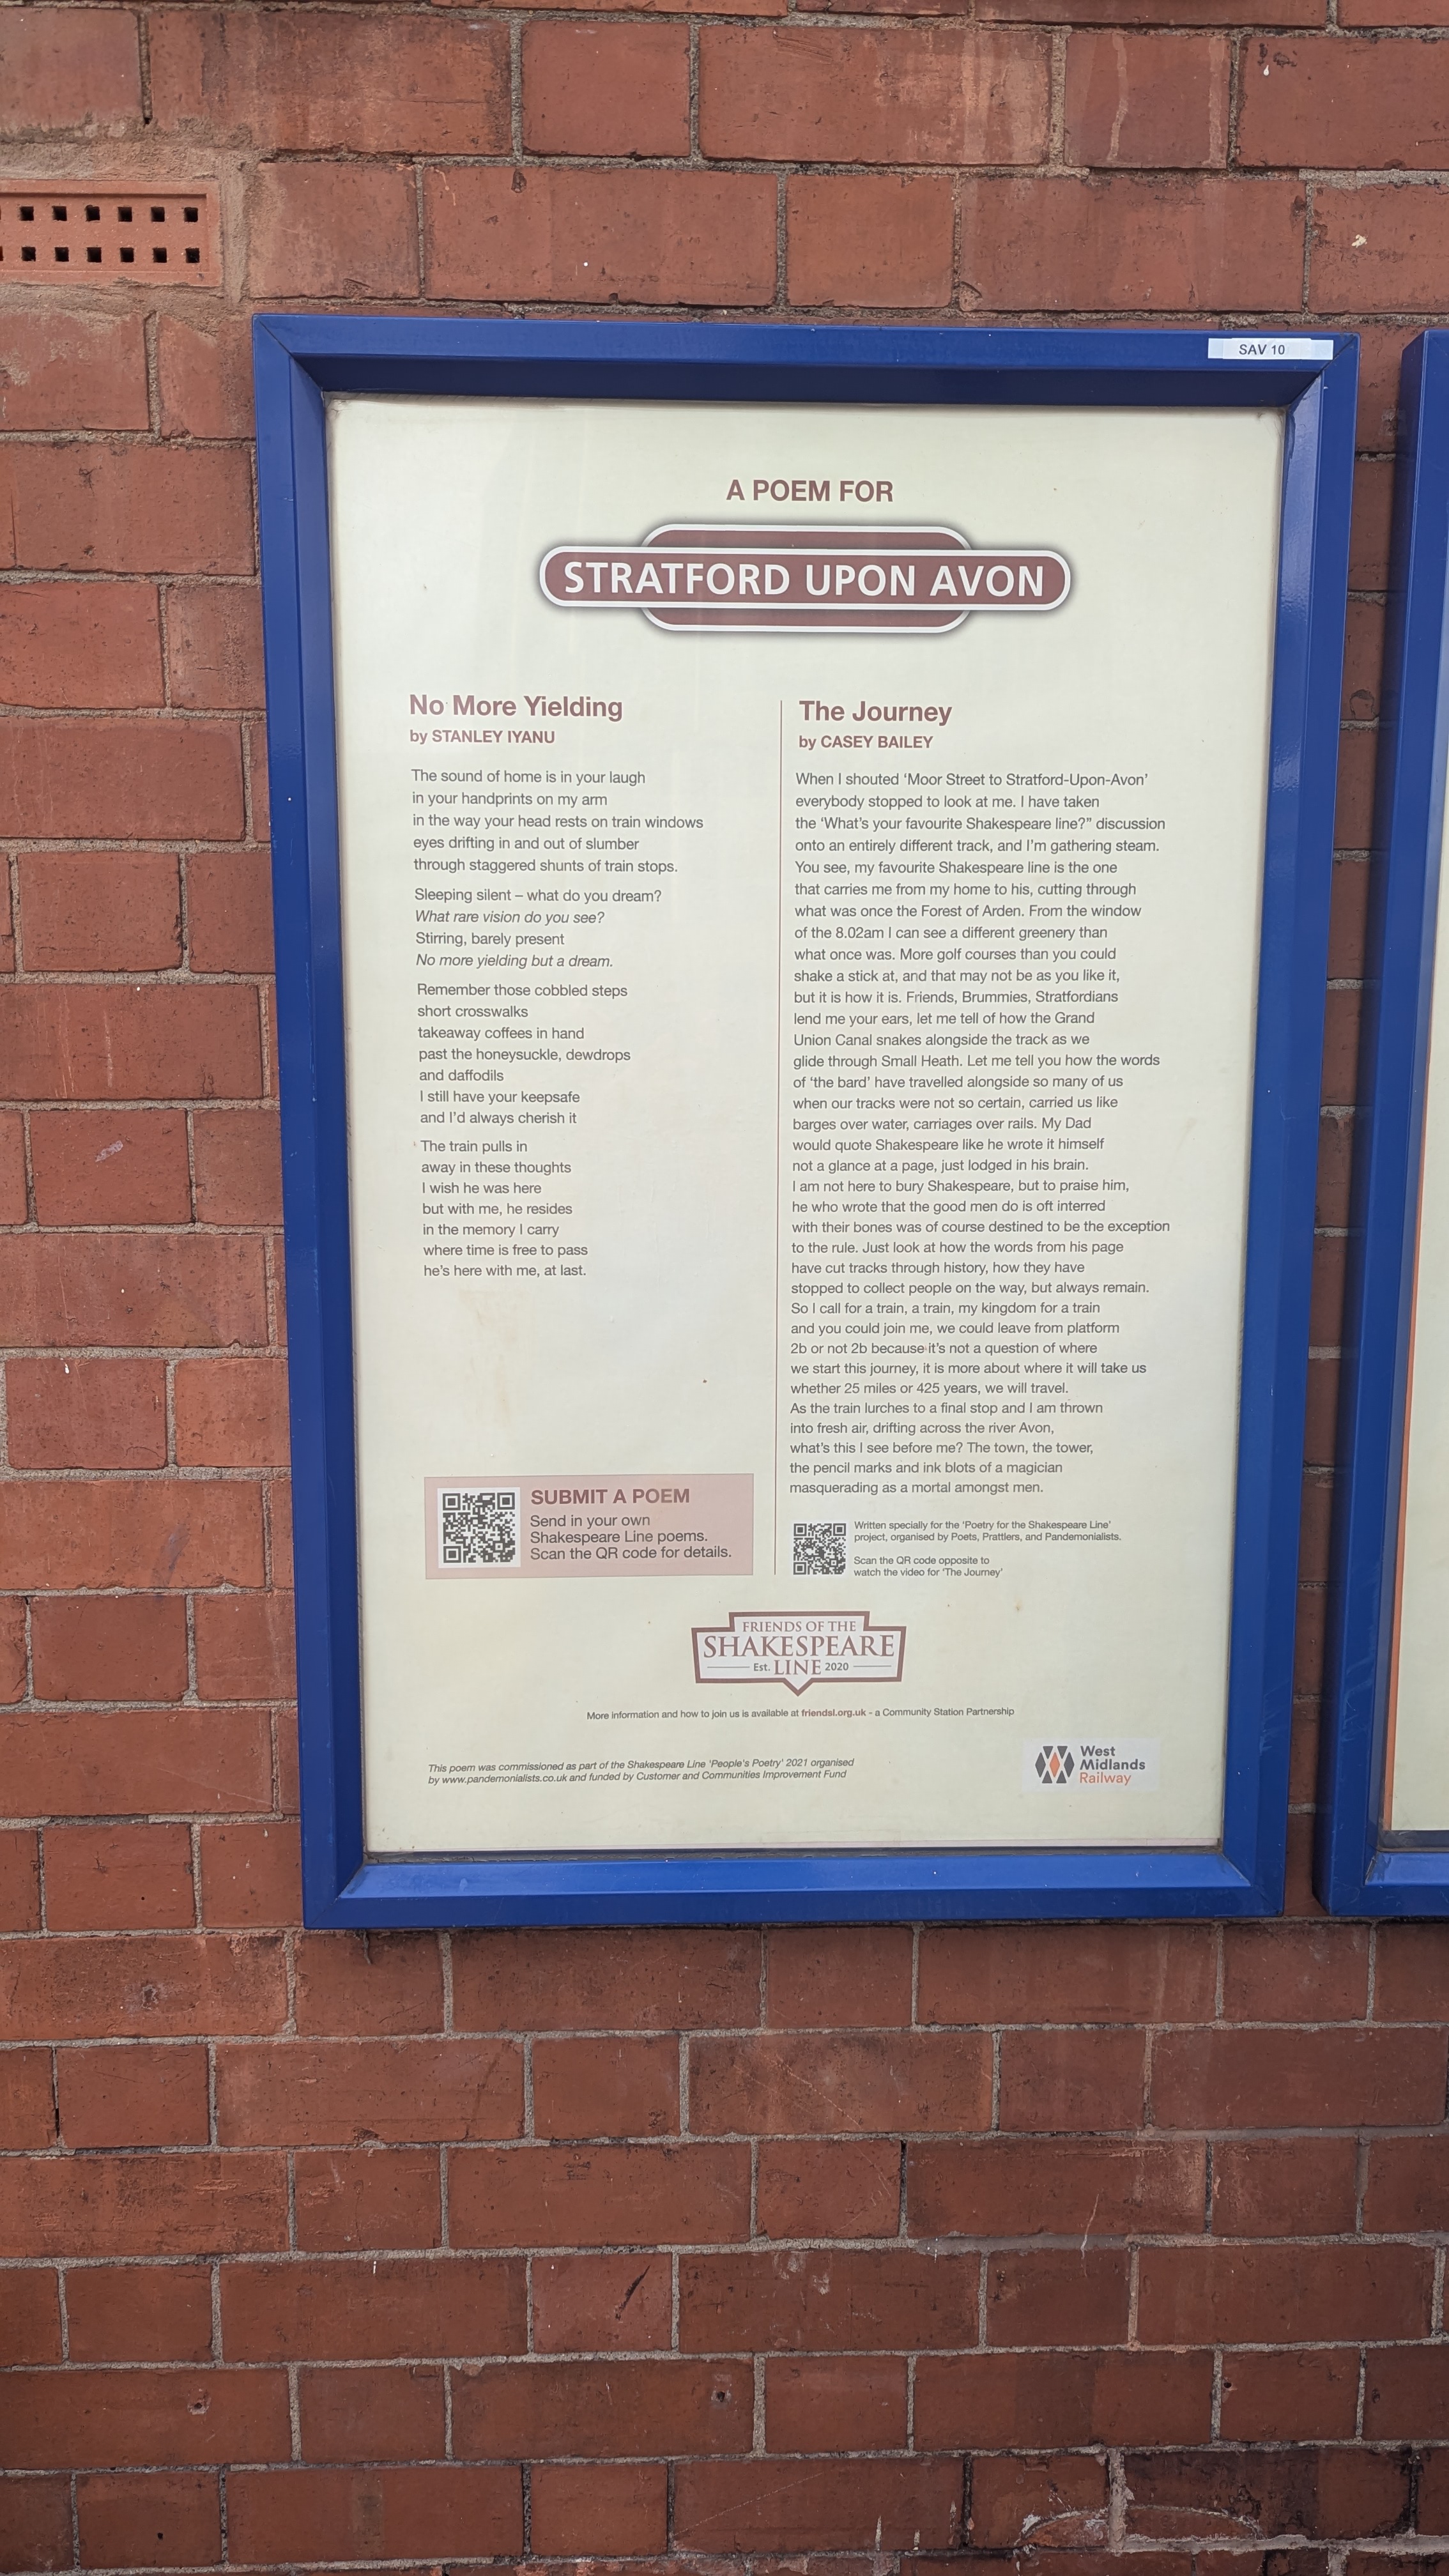 SAV 10
A POEM FOR
STRATFORD UPON AVON
No More Yielding
by STANLEY IYANU
The sound of home is in your laugh
in your handprints on my arm
in the way your head rests on train windows
eyes drifting in and out of slumber
through staggered shunts of train stops.
Sleeping silent – what do you dream?
What rare vision do you see?
Stirring, barely present
No more yielding but a dream.
Remember those cobbled steps
short crosswalks
takeaway coffees in hand
past the honeysuckle, dewdrops
and daffodils
I still have your keepsafe
and I'd always cherish it
The train pulls in
away in these thoughts
I wish he was here
but with me, he resides
in the memory I carry
where time is free to pass
he's here with me, at last.
SUBMIT A POEM
Send in your own
Shakespeare Line poems.
Scan the QR code for details.
The Journey
by CASEY BAILEY
When I shouted ‘Moor Street to Stratford-Upon-Avon’
everybody stopped to look at me. I have taken
the ‘What's your favourite Shakespeare line?” discussion
onto an entirely different track, and I'm gathering steam.
You see, my favourite Shakespeare line is the one
that carries me from my home to his, cutting through
what was once the Forest of Arden. From the window
of the 8.02am I can see a different greenery than
what once was. More golf courses than you could
shake a stick at, and that may not be as you like it,
but it is how it is. Friends, Brummies, Stratfordians
lend me your ears, let me tell of how the Grand
Union Canal snakes alongside the track as we
glide through Small Heath. Let me tell you how the words
of ‘the bard’ have travelled alongside so many of us
when our tracks were not so certain, carried us like
barges over water, carriages over rails. My Dad
would quote Shakespeare like he wrote it himself
not a glance at a page, just lodged in his brain.
I am not here to bury Shakespeare, but to praise him,
he who wrote that the good men do is oft interred
with their bones was of course destined to be the exception
to the rule. Just look at how the words from his page
have cut tracks through history, how they have
stopped to collect people on the way, but always remain.
So I call for a train, a train, my kingdom for a train
and you could join me, we could leave from platform
2b or not 2b because it's not a question of where
we start this journey, it is more about where it will take us
whether 25 miles or 425 years, we will travel.
As the train lurches to a final stop and I am thrown
into fresh air, drifting across the river Avon,
what's this I see before me? The town, the tower,
the pencil marks and ink blots of a magician
masquerading as a mortal amongst men.
Written specially for the ‘Poetry for the Shakespeare Line’
project, organised by Poets, Prattlers, and Pandemonialists.
Scan the QR code opposite to
watch the video for ‘The Journey’
FRIENDS OF THE
SHAKESPEARE
Est. LINE 2020
More information and how to join us is available at friendsl.org.uk - a Community Station Partnership
This poem was commissioned as part of the Shakespeare Line 'People's Poetry' 2021 organised
by www.pandemonialists.co.uk and funded by Customer and Communities Improvement Fund
West
Midlands
Railway